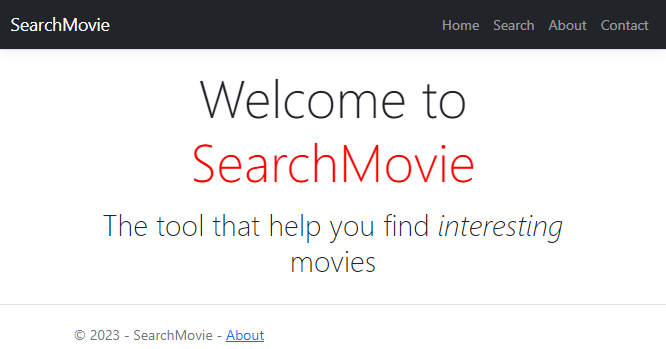 SearchMovie Home Search About Contact
Welcome to
SearchMovie
The tool that help you find interesting
movies
© 2023 - SearchMovie - About